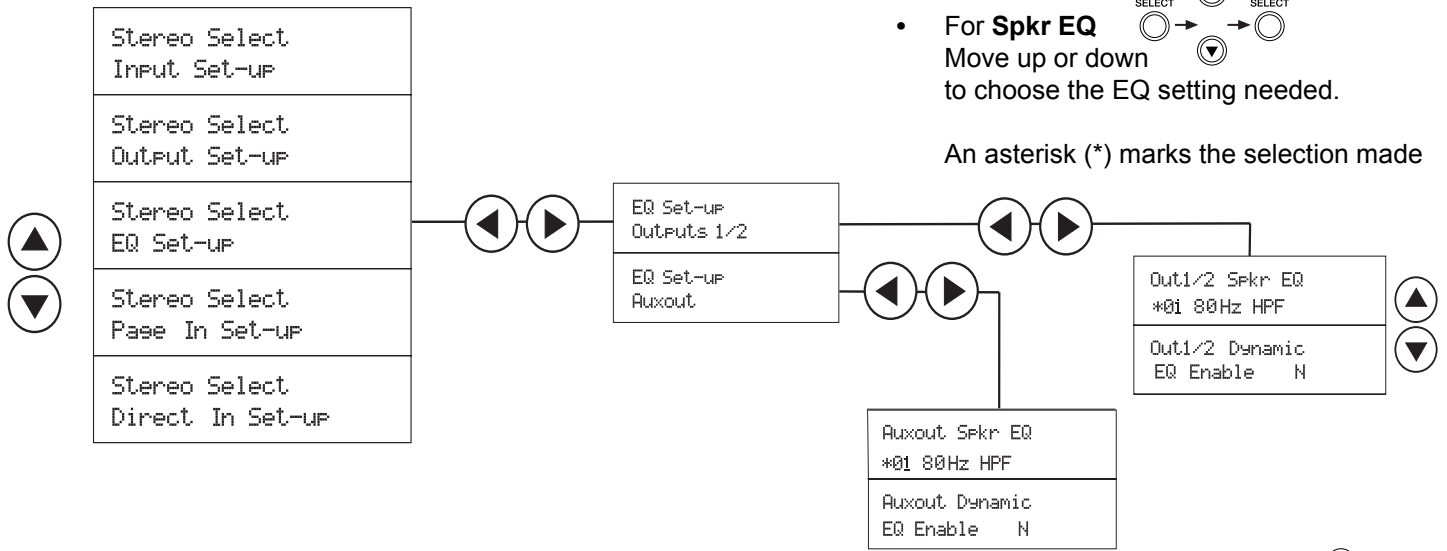 Stereo Select
Input Set-up
Stereo Select
Output Set-up
Stereo Select
EQ Set-up
Stereo Select
Page In Set-up
Stereo Select
Direct In Set-up
EQ Set-up
Outputs 1/2
EQ Set-up
Auxout
SELECT SELECT
• For Spkr EQ
Move up or down
to choose the EQ setting needed.
An asterisk (*) marks the selection made
Out1/2 Spkr EQ
*01 80Hz HPF
Out1/2 Dynamic
EQ Enable N
Auxout Spkr EQ
*01 80Hz HPF
Auxout Dynamic
EQ Enable N